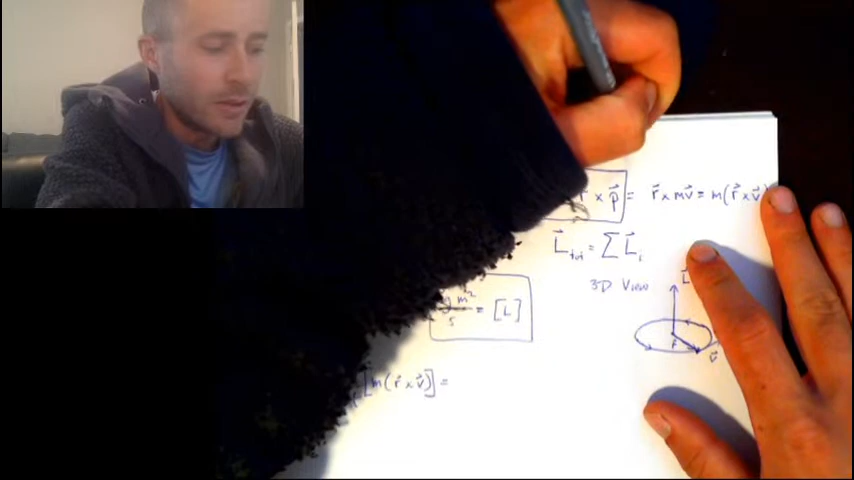 r⃗ x p⃗ = r⃗ x mv⃗ = m(r⃗ x v⃗)
L⃗tot = ∑ L⃗i
3D VIEW
L
m²
s
= [L]
r⃗
v⃗
[m(r⃗ x v⃗)] =